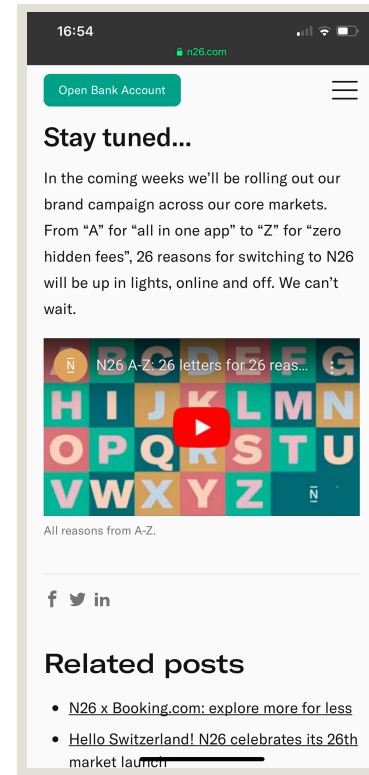 16:54
n26.com
Open Bank Account
Stay tuned...
In the coming weeks we’ll be rolling out our
brand campaign across our core markets.
From “A” for “all in one app” to “Z” for “zero
hidden fees”, 26 reasons for switching to N26
will be up in lights, online and off. We can’t
wait.
A B C D E F G
N N26 A-Z: 26 letters for 26 reas...
H I J K L M N
O P Q R S T U
V W X Y Z N
All reasons from A-Z.
f in
Related posts
N26 x Booking.com: explore more for less
Hello Switzerland! N26 celebrates its 26th
market launch